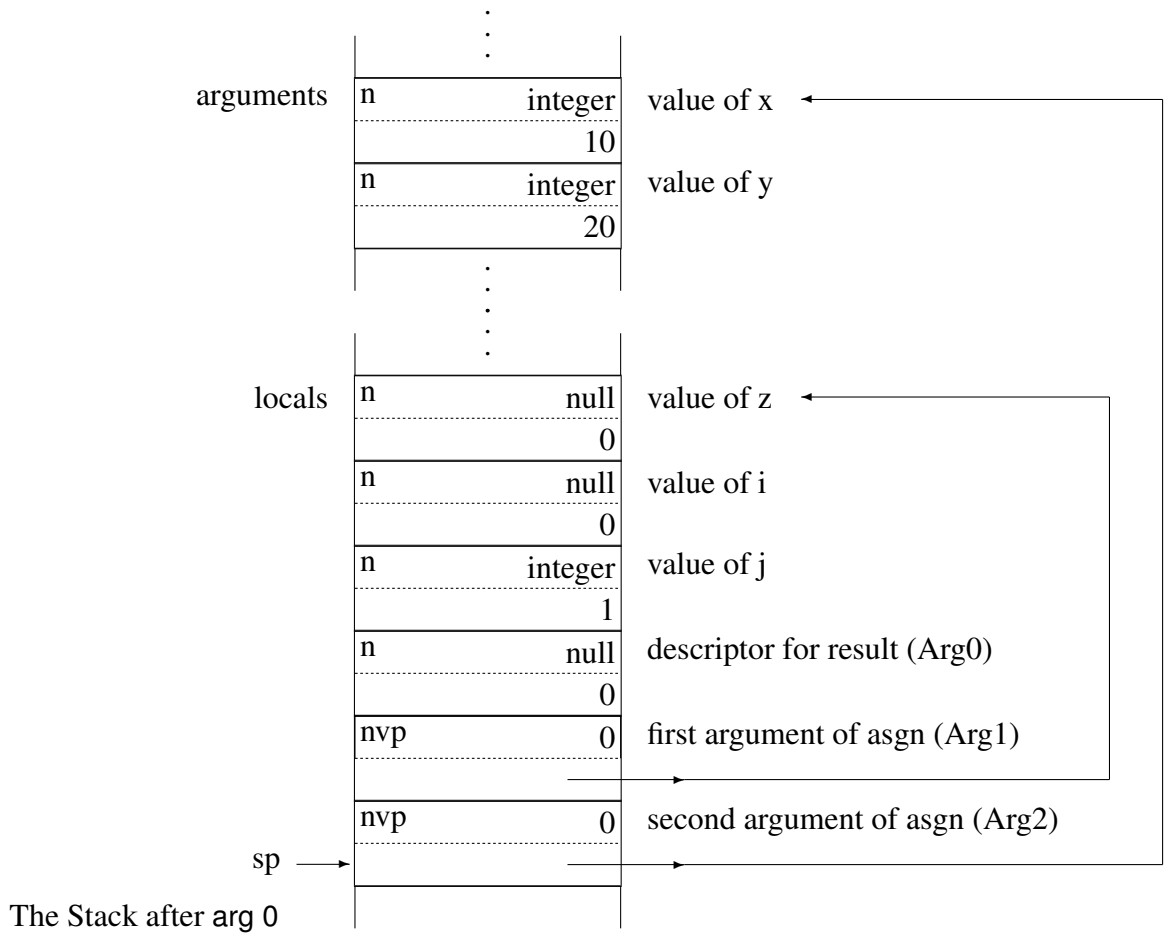 arguments n integer value of x
10
n integer value of y
20
locals n null value of z
0
n null value of i
0
n integer value of j
1
n null descriptor for result (Arg0)
0
nvp 0 first argument of asgn (Arg1)
nvp 0 second argument of asgn (Arg2)
sp
The Stack after arg 0